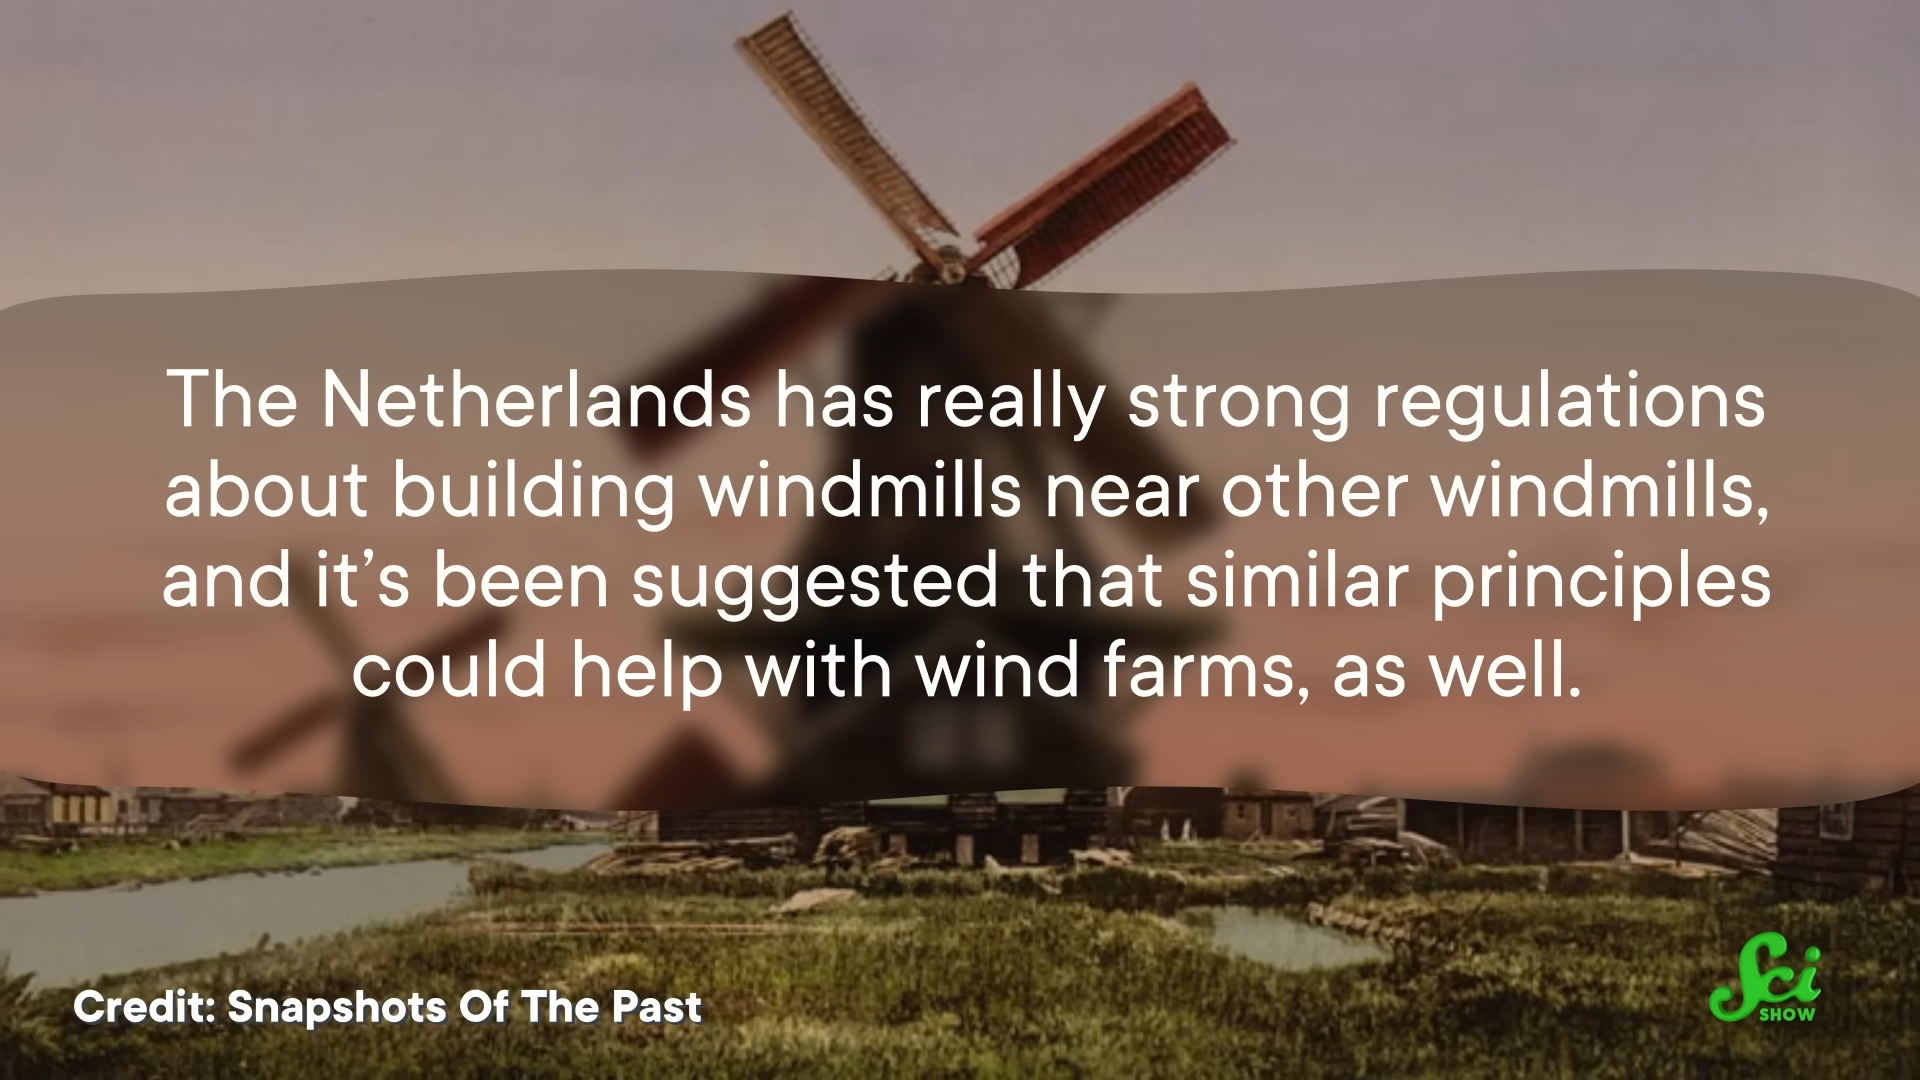 The Netherlands has really strong regulations
about building windmills near other windmills,
and it’s been suggested that similar principles
could help with wind farms, as well.
Credit: Snapshots Of The Past
Sci
SHOW